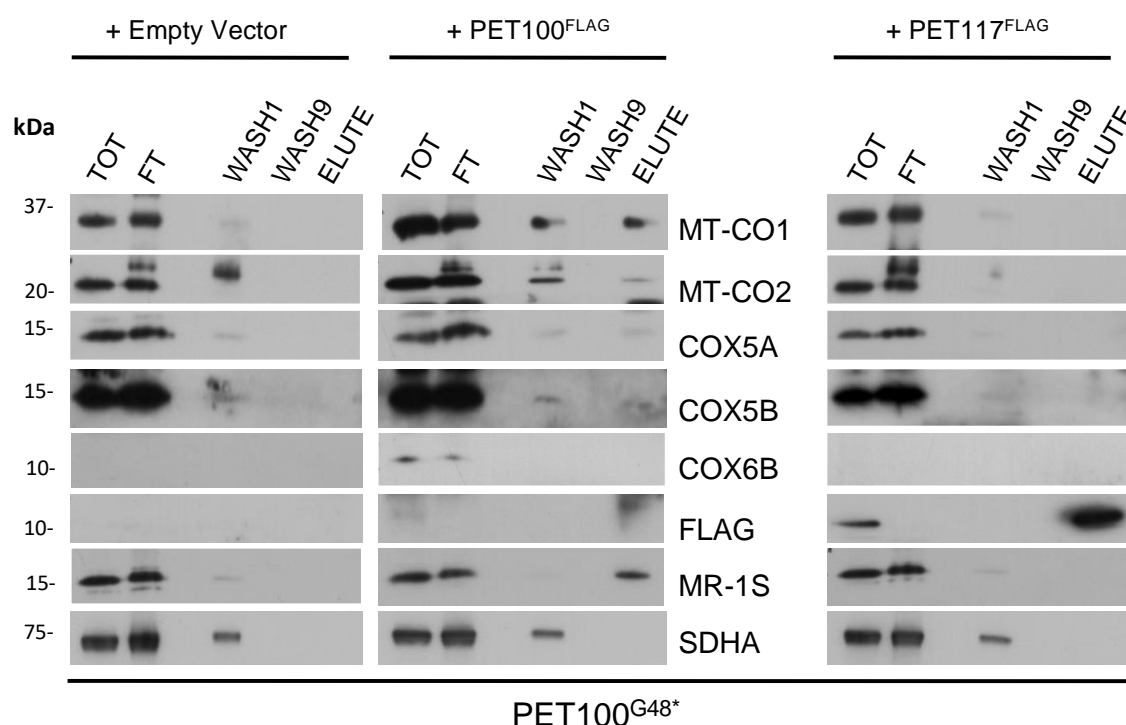 + Empty Vector + PET100FLAG + PET117FLAG
kDa TOT FT WASH1 WASH9 ELUTE TOT FT WASH1 WASH9 ELUTE TOT FT WASH1 WASH9 ELUTE
37- MT-CO1
20- MT-CO2
15- COX5A
15- COX5B
10- COX6B
10- FLAG
15- MR-1S
75- SDHA
PET100G48*